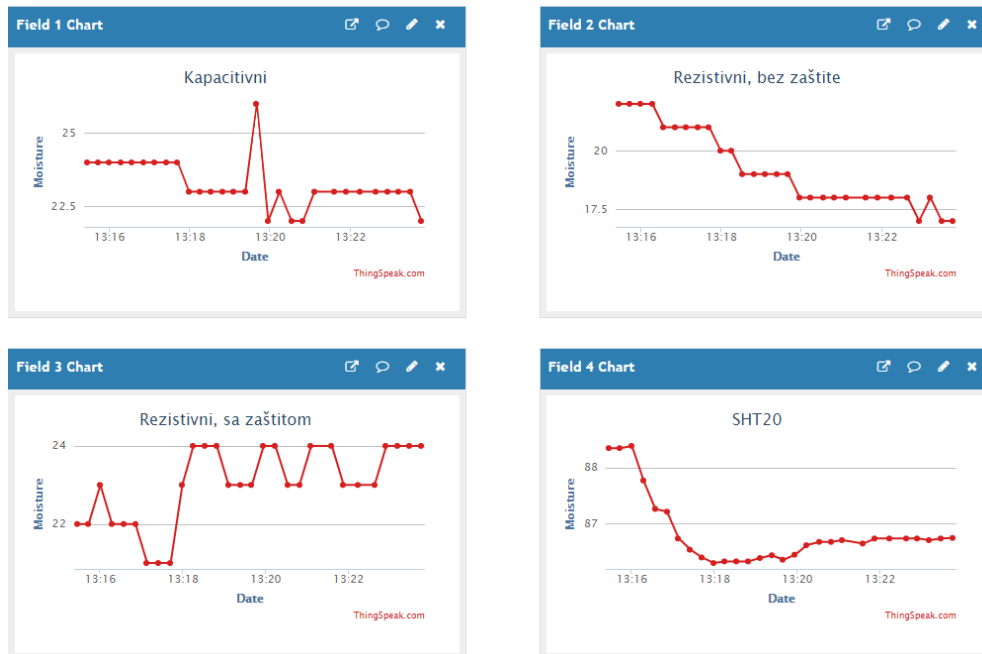 Field 1 Chart
Kapacitivni
Moisture
25
22.5
13:16 13:18 13:20 13:22
Date
ThingSpeak.com
Field 2 Chart
Rezistivni, bez zaštite
Moisture
20
17.5
13:16 13:18 13:20 13:22
Date
ThingSpeak.com
Field 3 Chart
Rezistivni, sa zaštitom
Moisture
24
22
13:16 13:18 13:20 13:22
Date
ThingSpeak.com
Field 4 Chart
SHT20
Moisture
88
87
13:16 13:18 13:20 13:22
Date
ThingSpeak.com